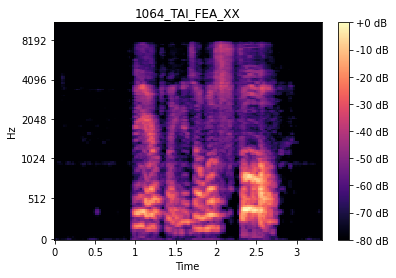 1064_TAI_FEA_XX
+0 dB
8192
-10 dB
4096
-20 dB
-30 dB
2048
Hz
-40 dB
1024
-50 dB
512
-60 dB
-70 dB
0
-80 dB
0 0.5 1 1.5 2 2.5 3
Time